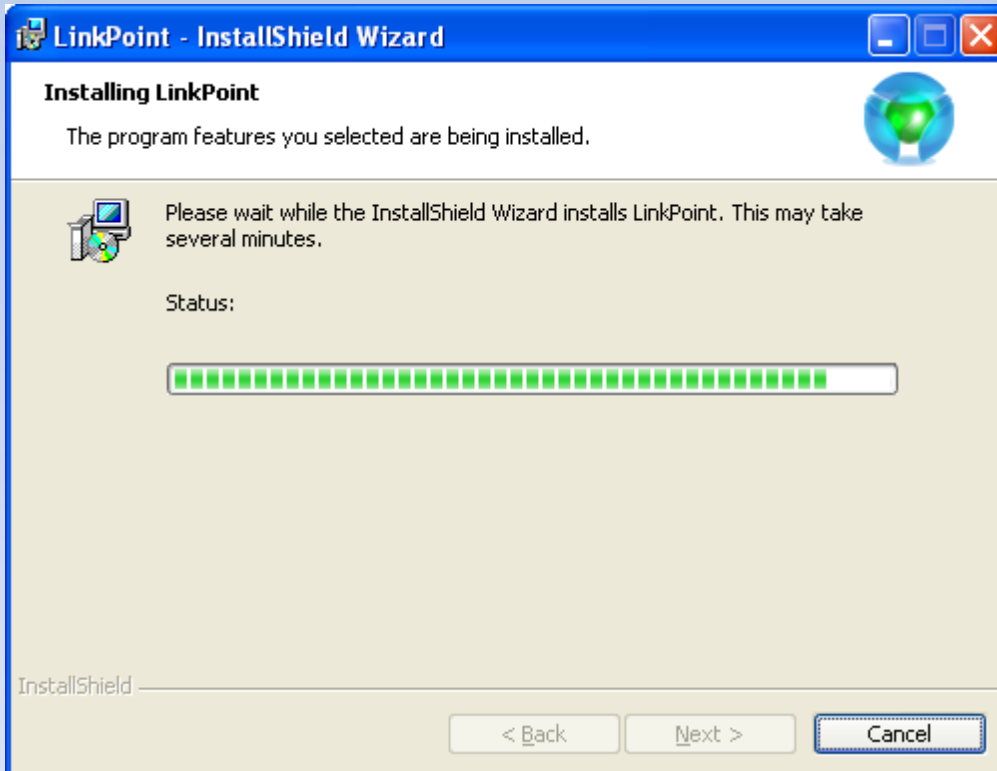 LinkPoint - InstallShield Wizard
Installing LinkPoint
The program features you selected are being installed.
Please wait while the InstallShield Wizard installs LinkPoint. This may take
several minutes.
Status:
InstallShield
< Back
Next >
Cancel